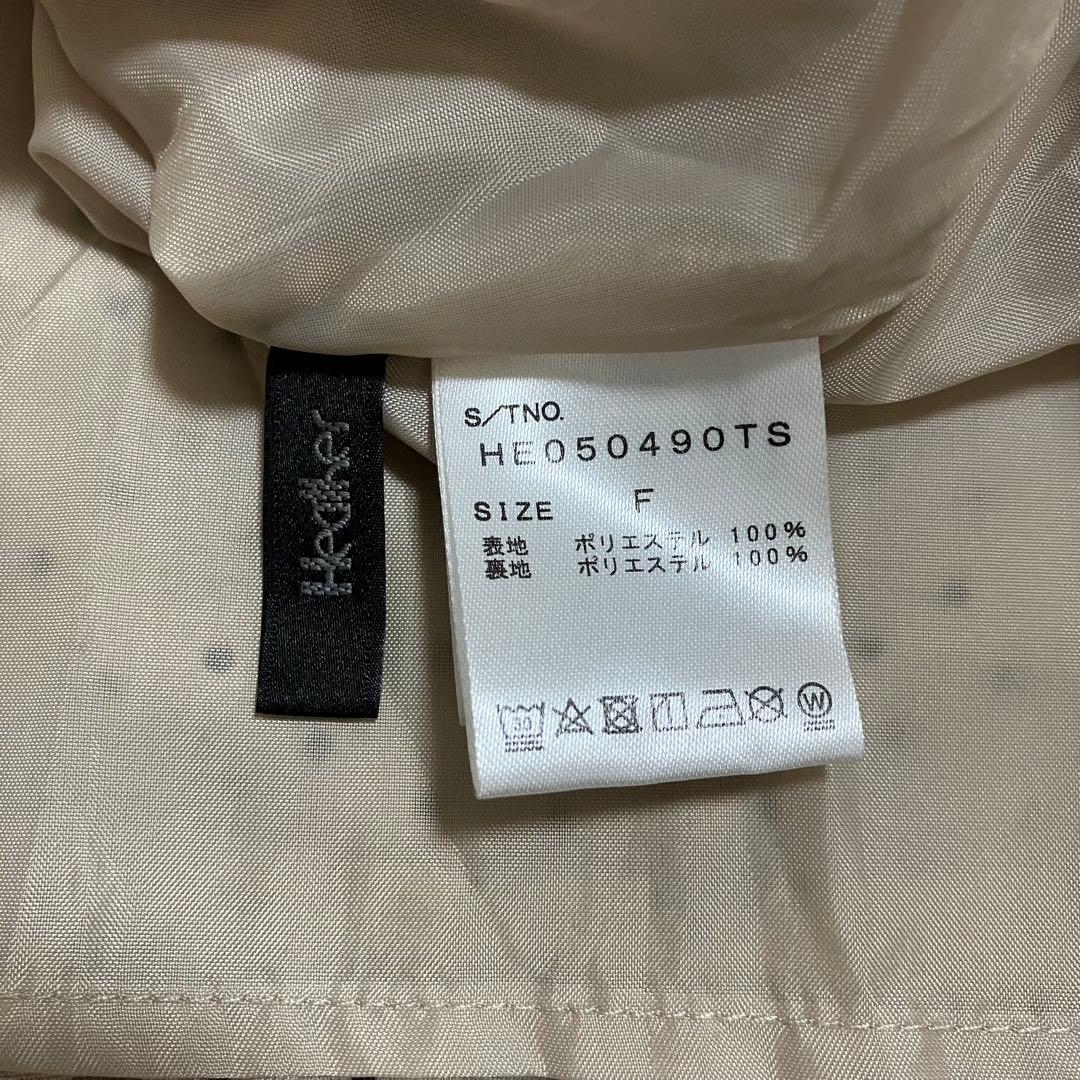 Heather
S/TNO.
HE050490TS
SIZE F
表地 ポリエステル 100%
裏地 ポリエステル 100%
30
W